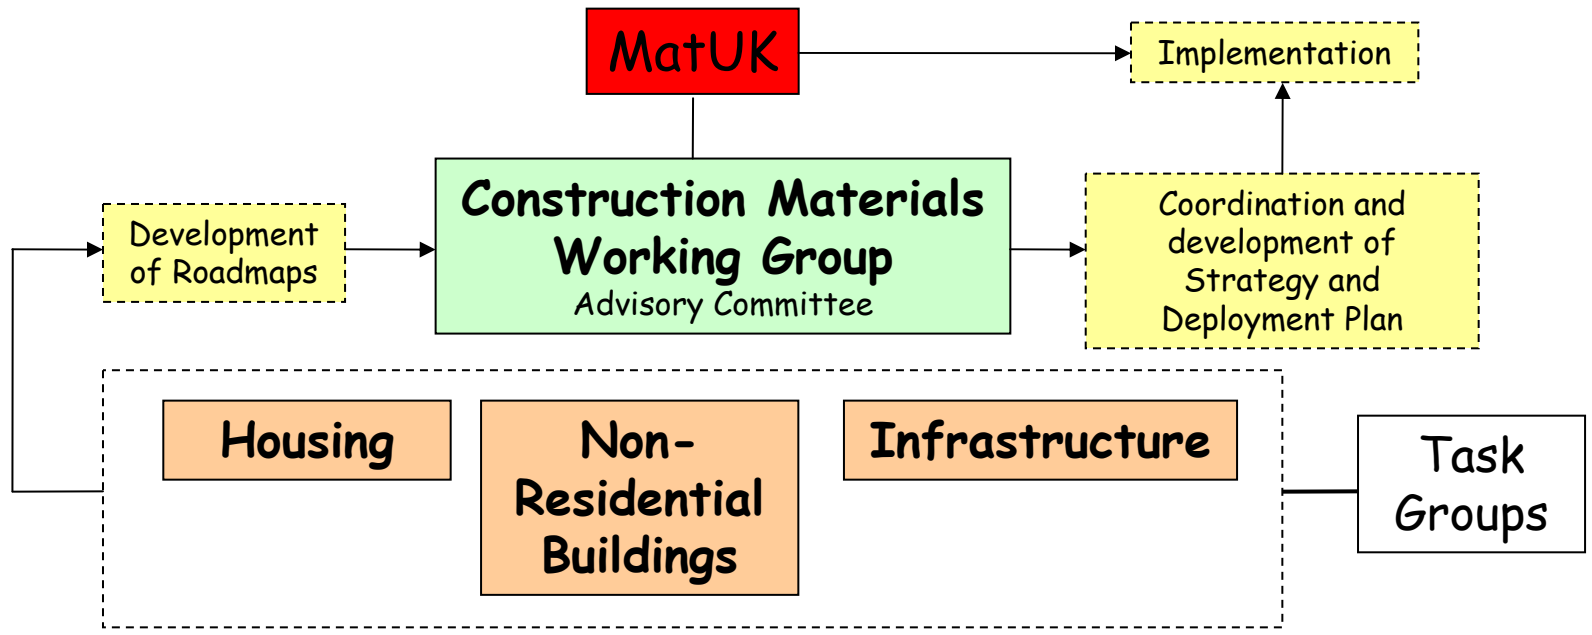 MatUK
Implementation
Construction Materials
Working Group
Advisory Committee
Development
of Roadmaps
Coordination and
development of
Strategy and
Deployment Plan
Housing
Non-
Residential
Buildings
Infrastructure
Task
Groups